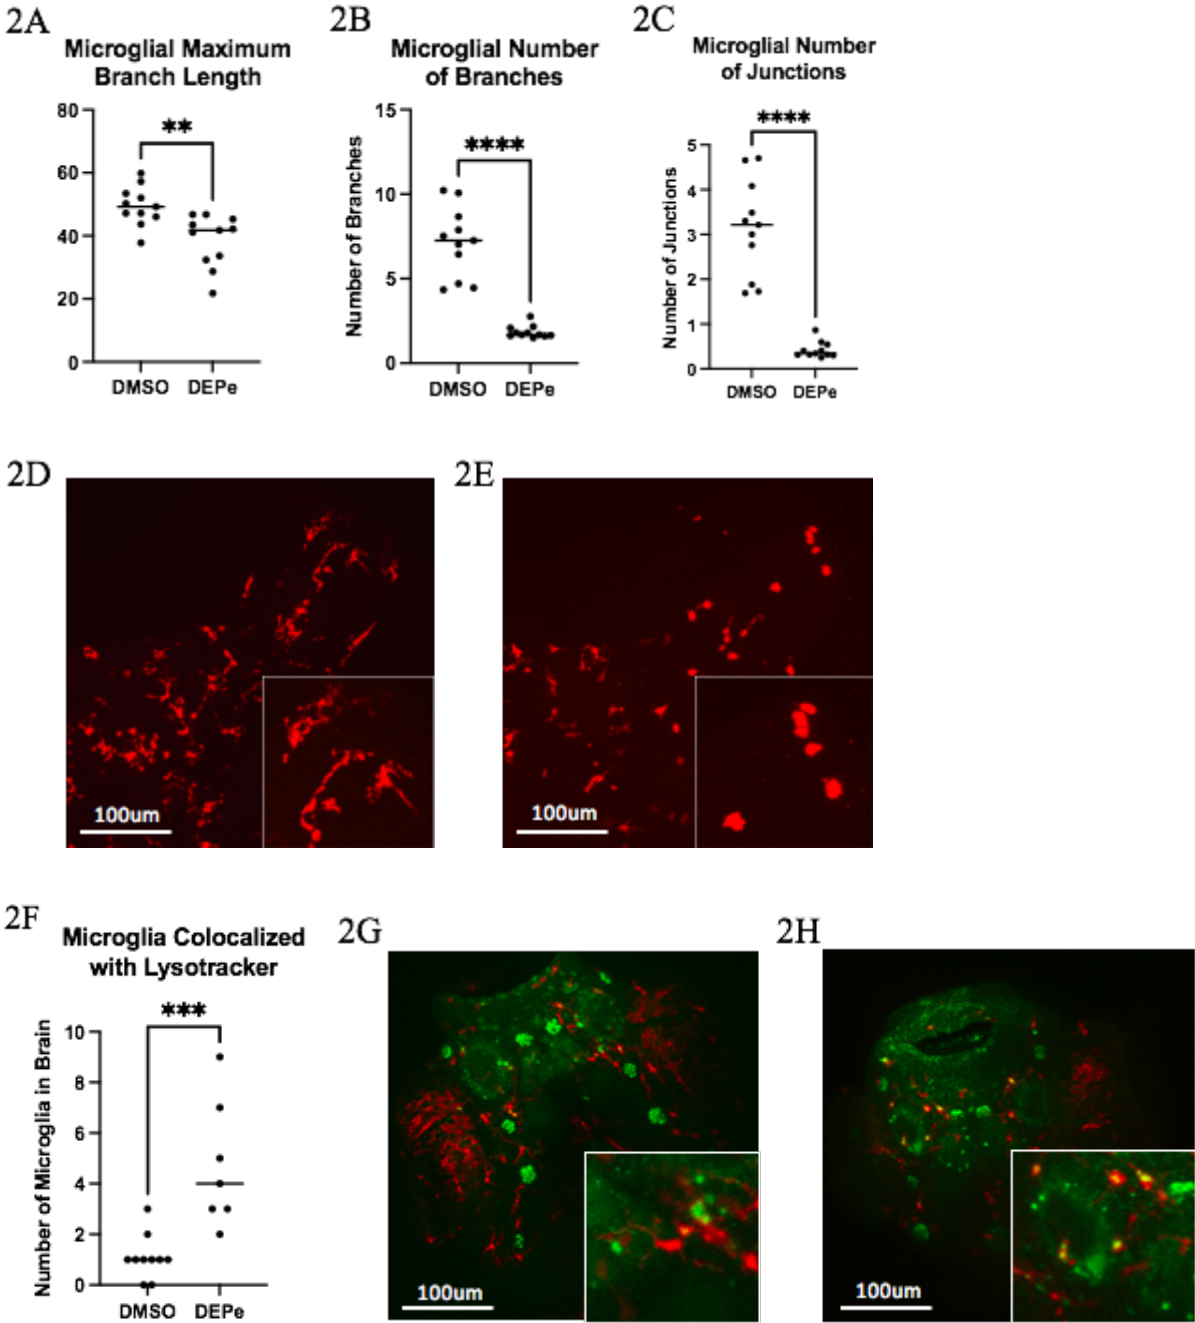 2A
Microglial Maximum
Branch Length
80
60
40
20
0
**
DMSO
DEPe
2B
Microglial Number
of Branches
Number of Branches
15
10
5
0
****
DMSO
DEPe
2C
Microglial Number
of Junctions
Number of Junctions
5
4
3
2
1
0
****
DMSO
DEPe
2D
100um
2E
100um
2F
Microglia Colocalized
with Lysotracker
Number of Microglia in Brain
10
8
6
4
2
0
***
DMSO
DEPe
2G
100um
2H
100um